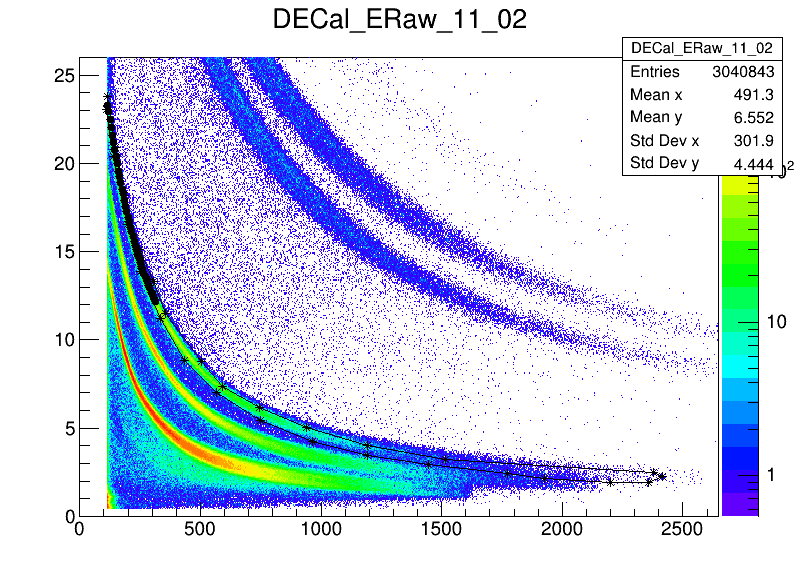 DECal_ERaw_11_02
DECal_ERaw_11_02
Entries 3040843
Mean x 491.3
Mean y 6.552
Std Dev x 301.9
Std Dev y 4.444
25
20
15
10
5
0
0 500 1000 1500 2000 2500
10
1